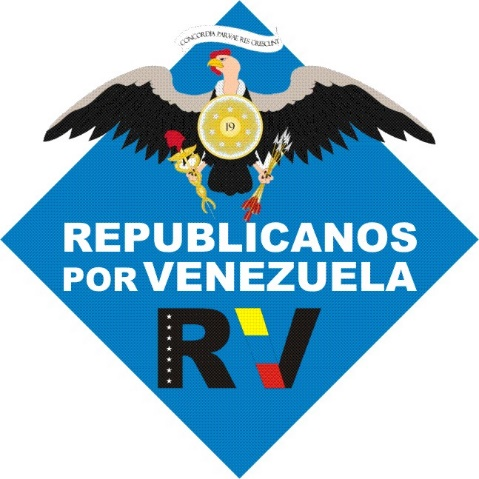 CONCORDIA PARVAE RES CRESCUNT
19
REPUBLICANOS
POR VENEZUELA
RV